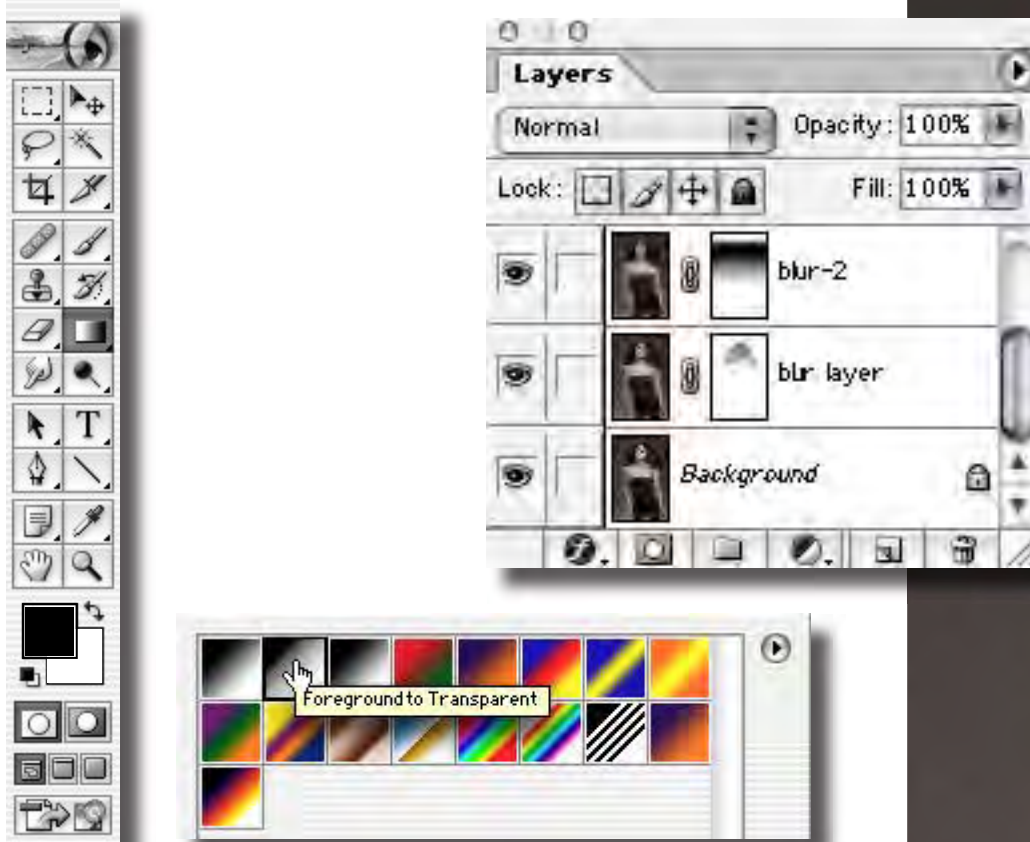 Layers
Normal
Opacity: 100%
Lock:
Fill: 100%
blur-2
blur layer
Background
T
Foreground to Transparent